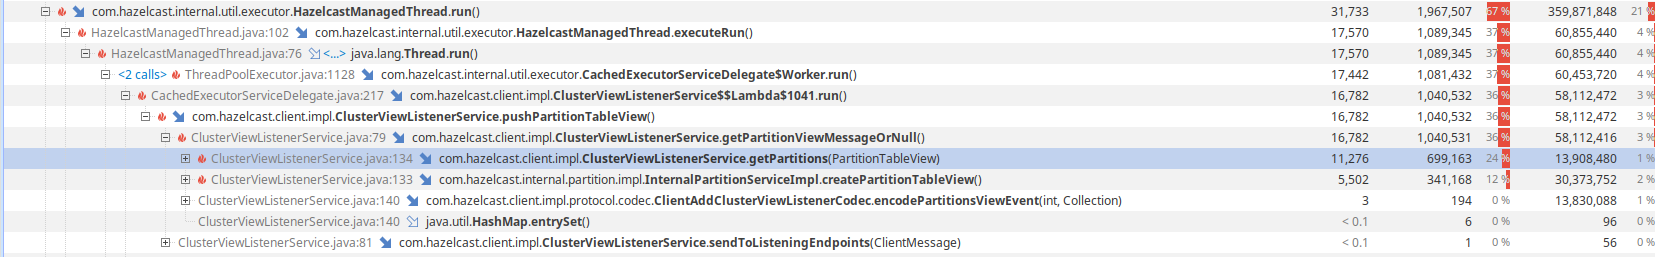 com.hazelcast.internal.util.executor.HazelcastManagedThread.run() 31,733 1,967,507 67 % 359,871,848 21 %
HazelcastManagedThread.java:102 com.hazelcast.internal.util.executor.HazelcastManagedThread.executeRun() 17,570 1,089,345 37 % 60,855,440 4 %
HazelcastManagedThread.java:76 <...> java.lang.Thread.run() 17,570 1,089,345 37 % 60,855,440 4 %
<2 calls> ThreadPoolExecutor.java:1128 com.hazelcast.internal.util.executor.CachedExecutorServiceDelegate$Worker.run() 17,442 1,081,432 37 % 60,453,720 4 %
CachedExecutorServiceDelegate.java:217 com.hazelcast.client.impl.ClusterViewListenerService$$Lambda$1041.run() 16,782 1,040,532 36 % 58,112,472 3 %
com.hazelcast.client.impl.ClusterViewListenerService.pushPartitionTableView() 16,782 1,040,532 36 % 58,112,472 3 %
ClusterViewListenerService.java:79 com.hazelcast.client.impl.ClusterViewListenerService.getPartitionViewMessageOrNull() 16,782 1,040,531 36 % 58,112,416 3 %
ClusterViewListenerService.java:134 com.hazelcast.client.impl.ClusterViewListenerService.getPartitions(PartitionTableView) 11,276 699,163 24 % 13,908,480 1 %
ClusterViewListenerService.java:133 com.hazelcast.internal.partition.impl.InternalPartitionServiceImpl.createPartitionTableView() 5,502 341,168 12 % 30,373,752 2 %
ClusterViewListenerService.java:140 com.hazelcast.client.impl.protocol.codec.ClientAddClusterViewListenerCodec.encodePartitionsViewEvent(int, Collection) 3 194 0 % 13,830,088 1 %
ClusterViewListenerService.java:140 java.util.HashMap.entrySet() < 0.1 6 0 % 96 0 %
ClusterViewListenerService.java:81 com.hazelcast.client.impl.ClusterViewListenerService.sendToListeningEndpoints(ClientMessage) < 0.1 1 0 % 56 0 %